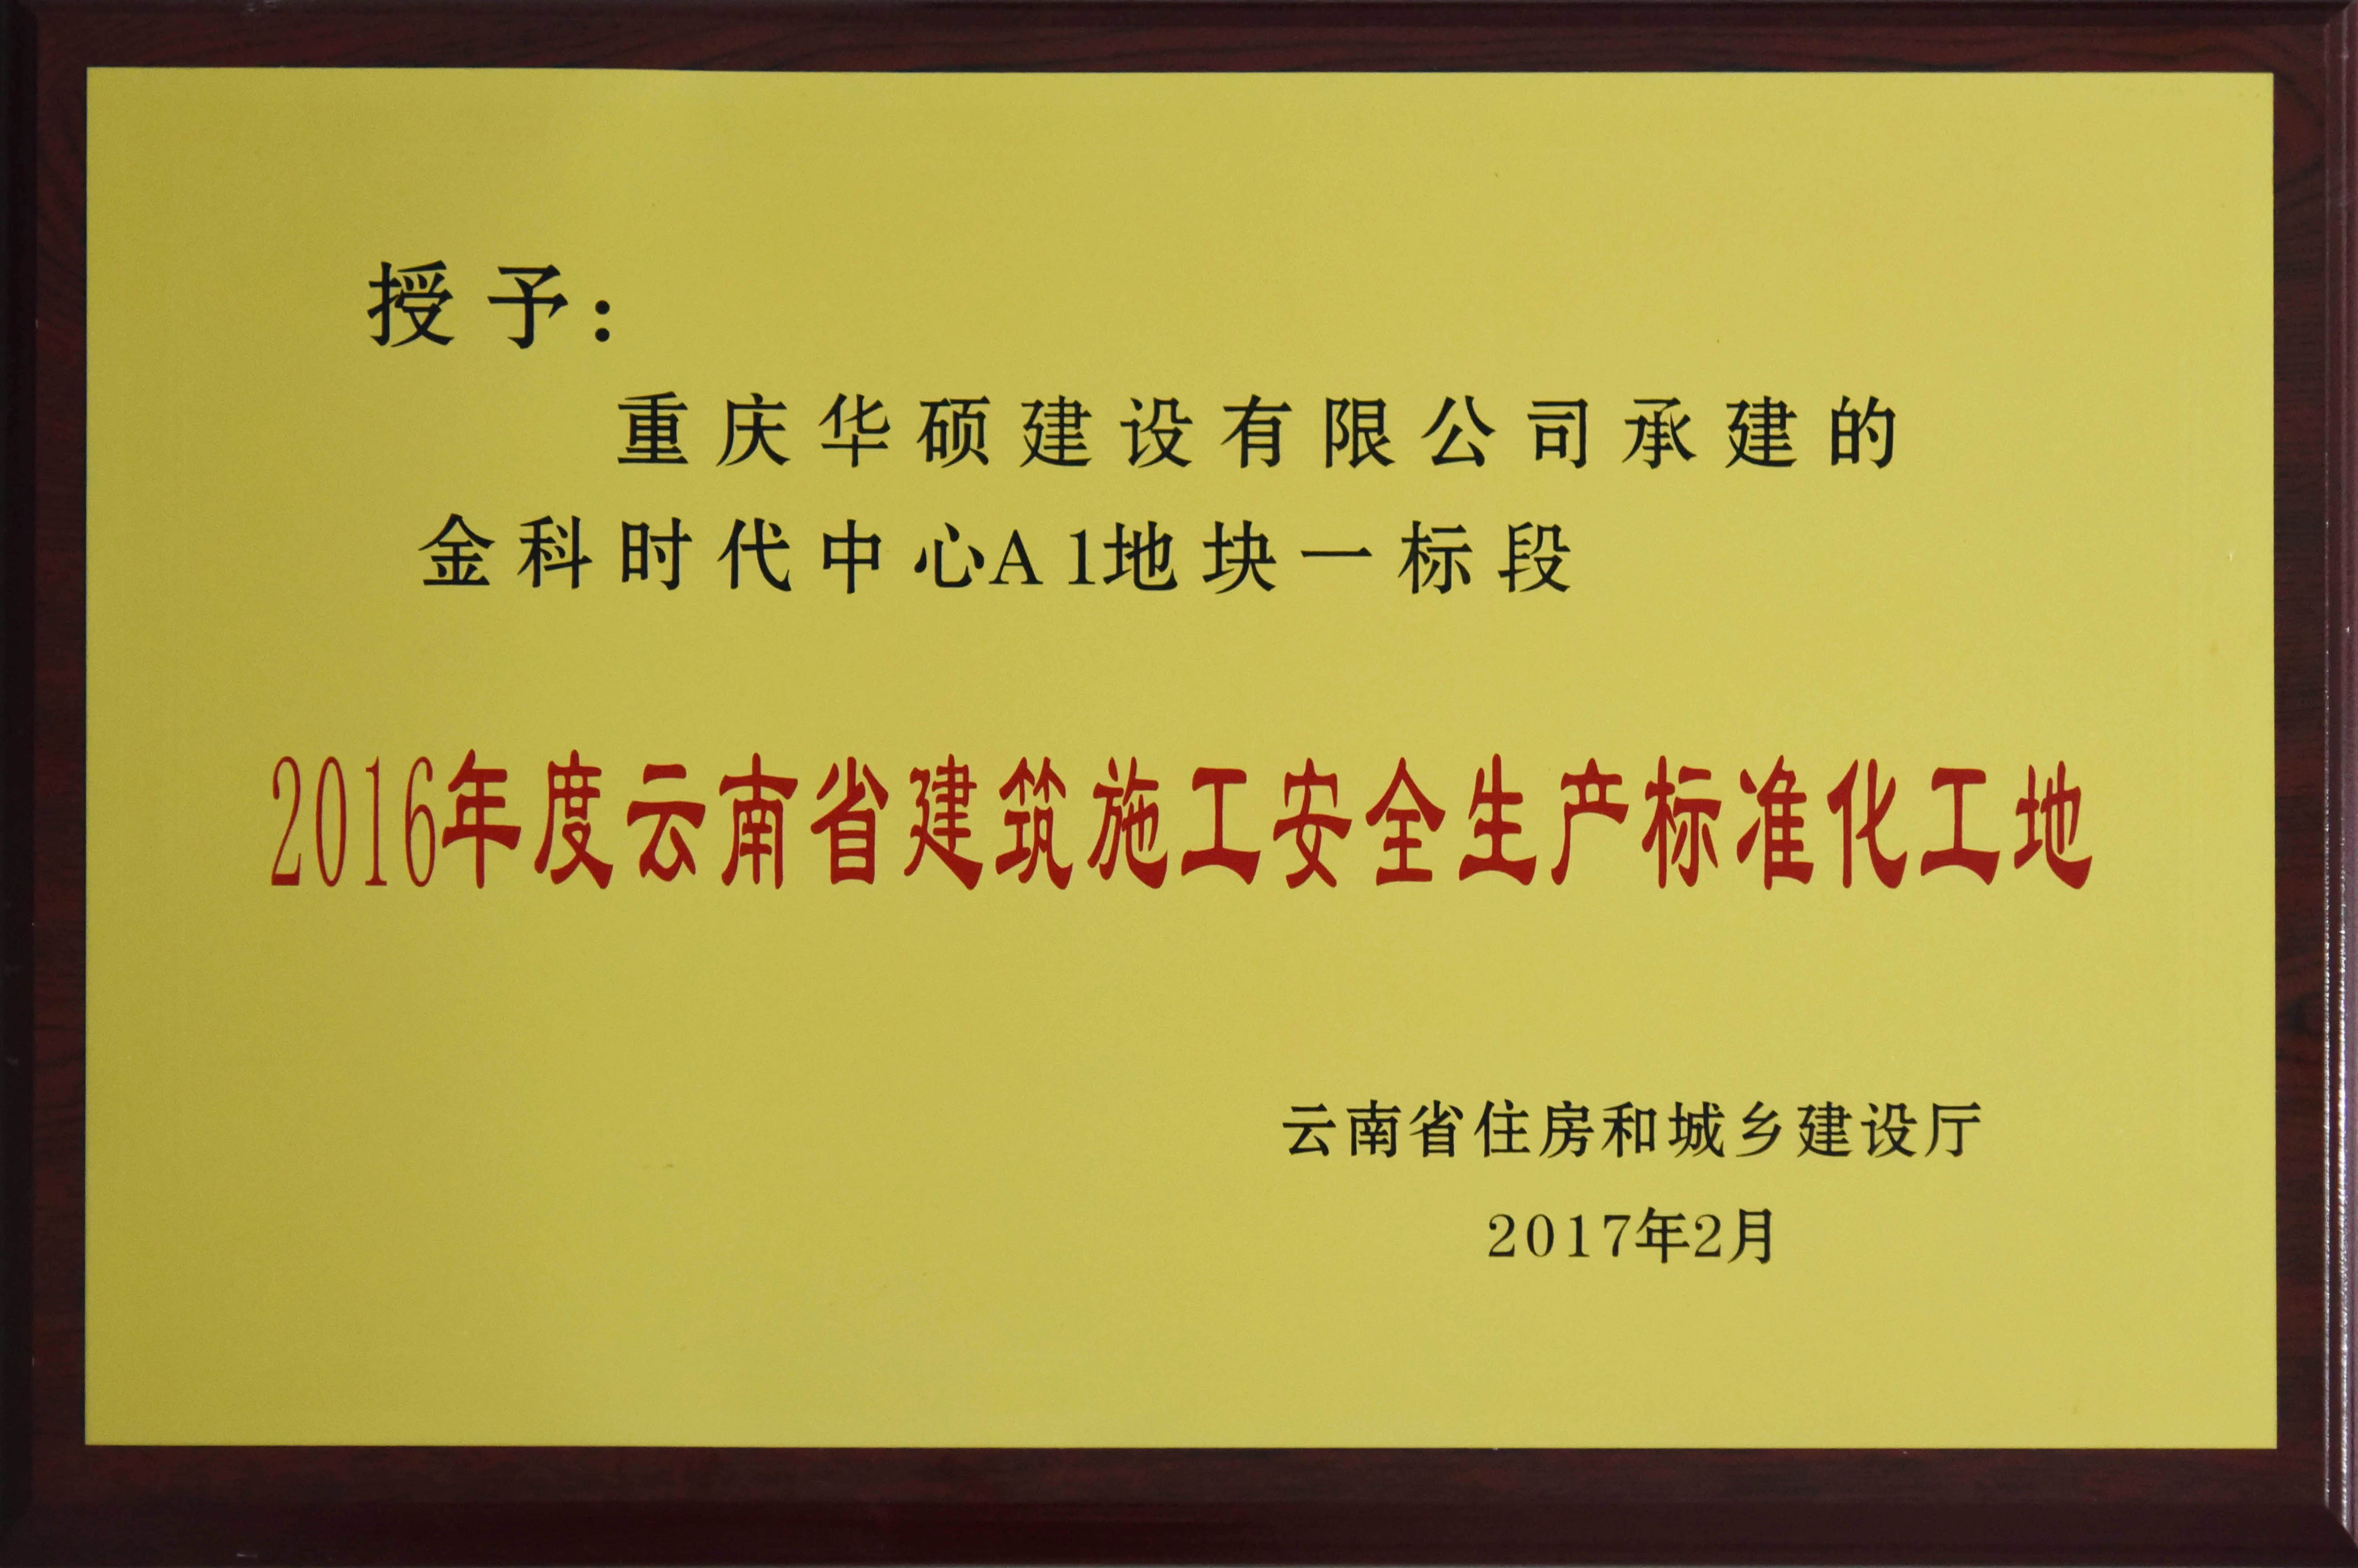 授予：
重庆华硕建设有限公司承建的
金科时代中心A1地块一标段
2016年度云南省建筑施工安全生产标准化工地
云南省住房和城乡建设厅
2017年2月